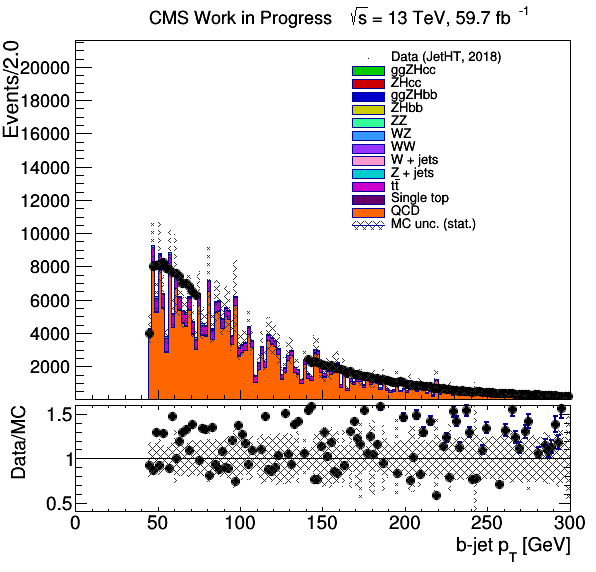 CMS Work in Progress √s = 13 TeV, 59.7 fb⁻¹
Events/2.0
20000
18000
16000
14000
12000
10000
8000
6000
4000
2000
Data (JetHT, 2018)
ggZHcc
ZHcc
ggZHbb
ZHbb
ZZ
WZ
WW
W + jets
Z + jets
tt̄
Single top
QCD
MC unc. (stat.)
Data/MC
1.5
1
0.5
0 50 100 150 200 250 300
b-jet p_T [GeV]